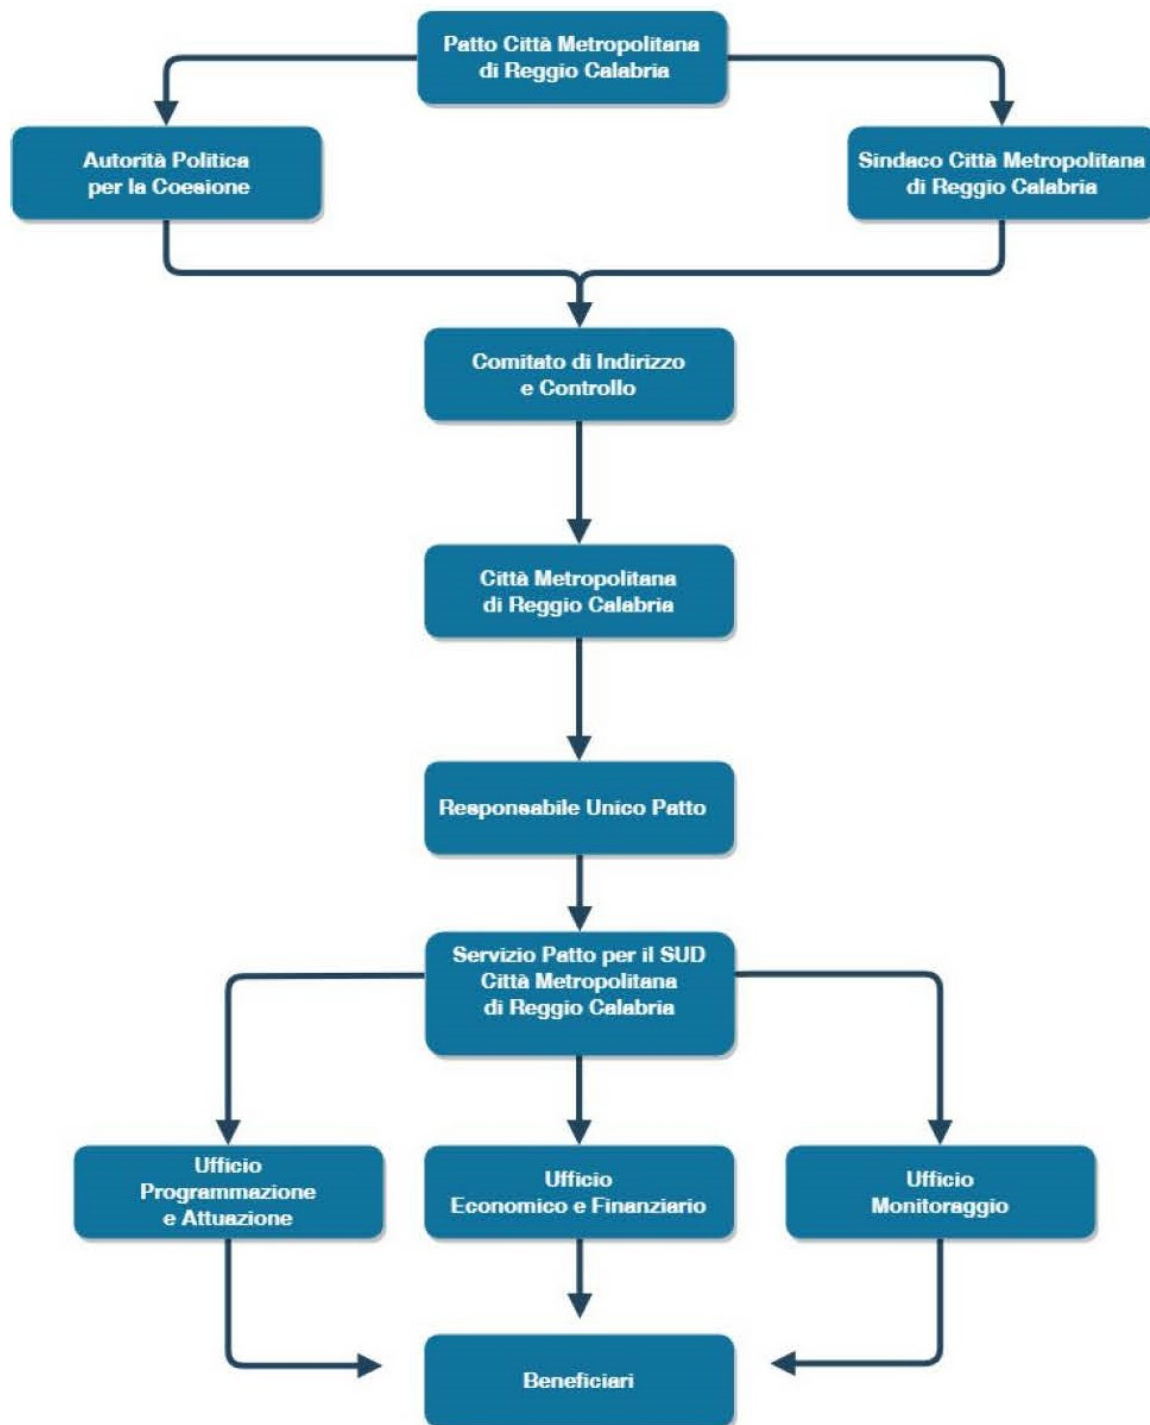 Patto Città Metropolitana
di Reggio Calabria
Autorità Politica
per la Coesione
Sindaco Città Metropolitana
di Reggio Calabria
Comitato di Indirizzo
e Controllo
Città Metropolitana
di Reggio Calabria
Responsabile Unico Patto
Servizio Patto per il SUD
Città Metropolitana
di Reggio Calabria
Ufficio
Programmazione
e Attuazione
Ufficio
Economico e Finanziario
Ufficio
Monitoraggio
Beneficiari